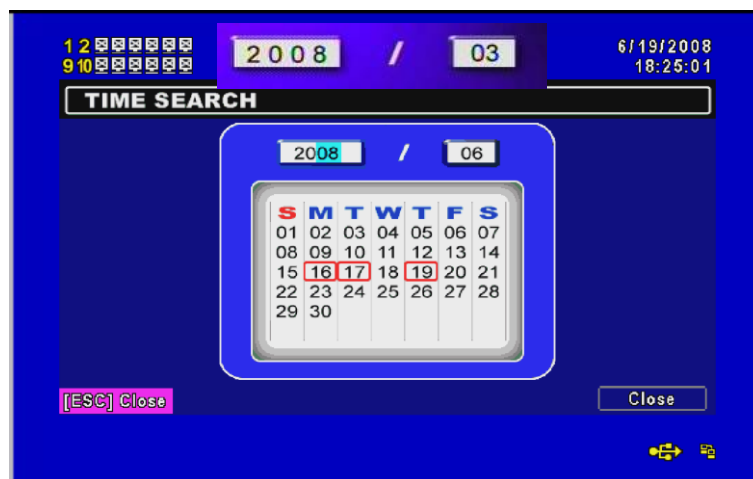 1 2
9 10
2008 / 03
6/19/2008
18:25:01
TIME SEARCH
2008 / 06
S M T W T F S
01 02 03 04 05 06 07
08 09 10 11 12 13 14
15 16 17 18 19 20 21
22 23 24 25 26 27 28
29 30
[ESC] Close
Close